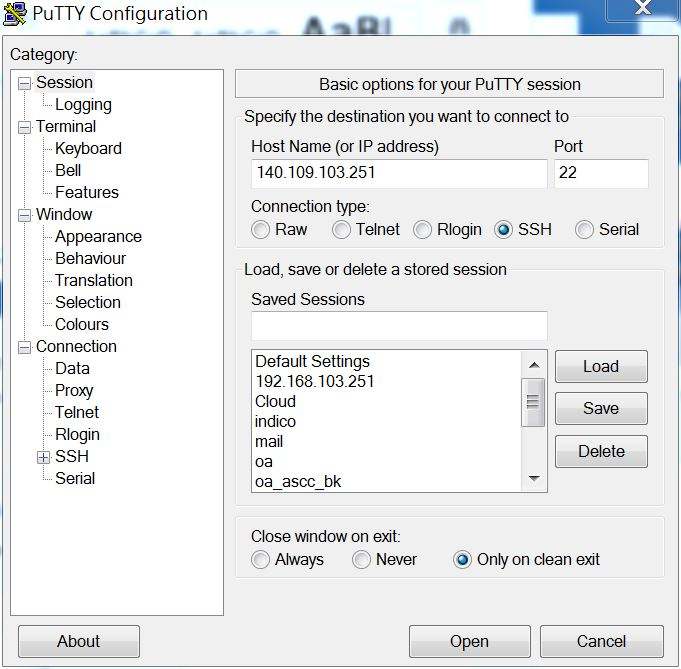 PuTTY Configuration
Category:
Session
Logging
Terminal
Keyboard
Bell
Features
Window
Appearance
Behaviour
Translation
Selection
Colours
Connection
Data
Proxy
Telnet
Rlogin
SSH
Serial
Basic options for your PuTTY session
Specify the destination you want to connect to
Host Name (or IP address) Port
140.109.103.251 22
Connection type:
Raw Telnet Rlogin SSH Serial
Load, save or delete a stored session
Saved Sessions
Default Settings
192.168.103.251
Cloud
indico
mail
oa
oa_ascc_bk
Load
Save
Delete
Close window on exit:
Always Never Only on clean exit
About Open Cancel